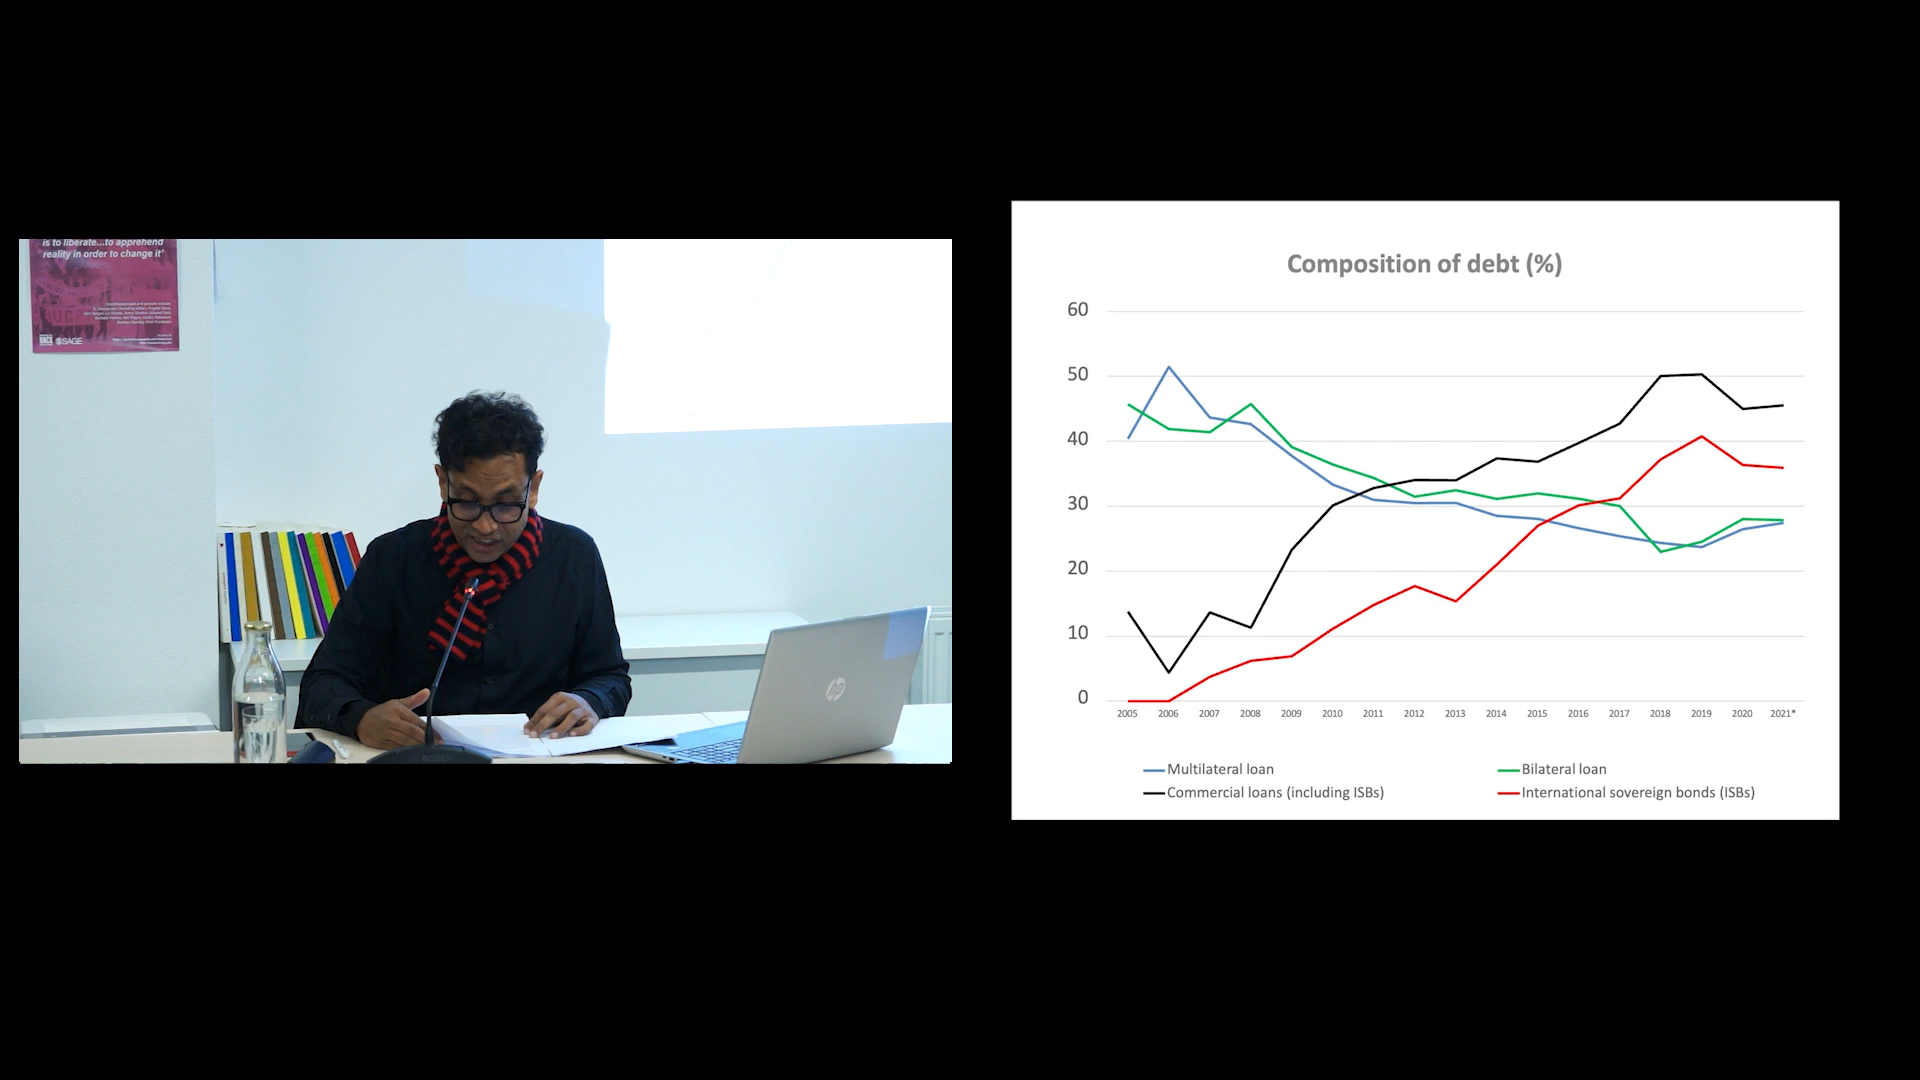 is to liberate...to apprehend
reality in order to change it'
SAGE
hp
BOSCH
Composition of debt (%)
60
50
40
30
20
10
0
2005 2006 2007 2008 2009 2010 2011 2012 2013 2014 2015 2016 2017 2018 2019 2020 2021*
Multilateral loan Bilateral loan
Commercial loans (including ISBs) International sovereign bonds (ISBs)